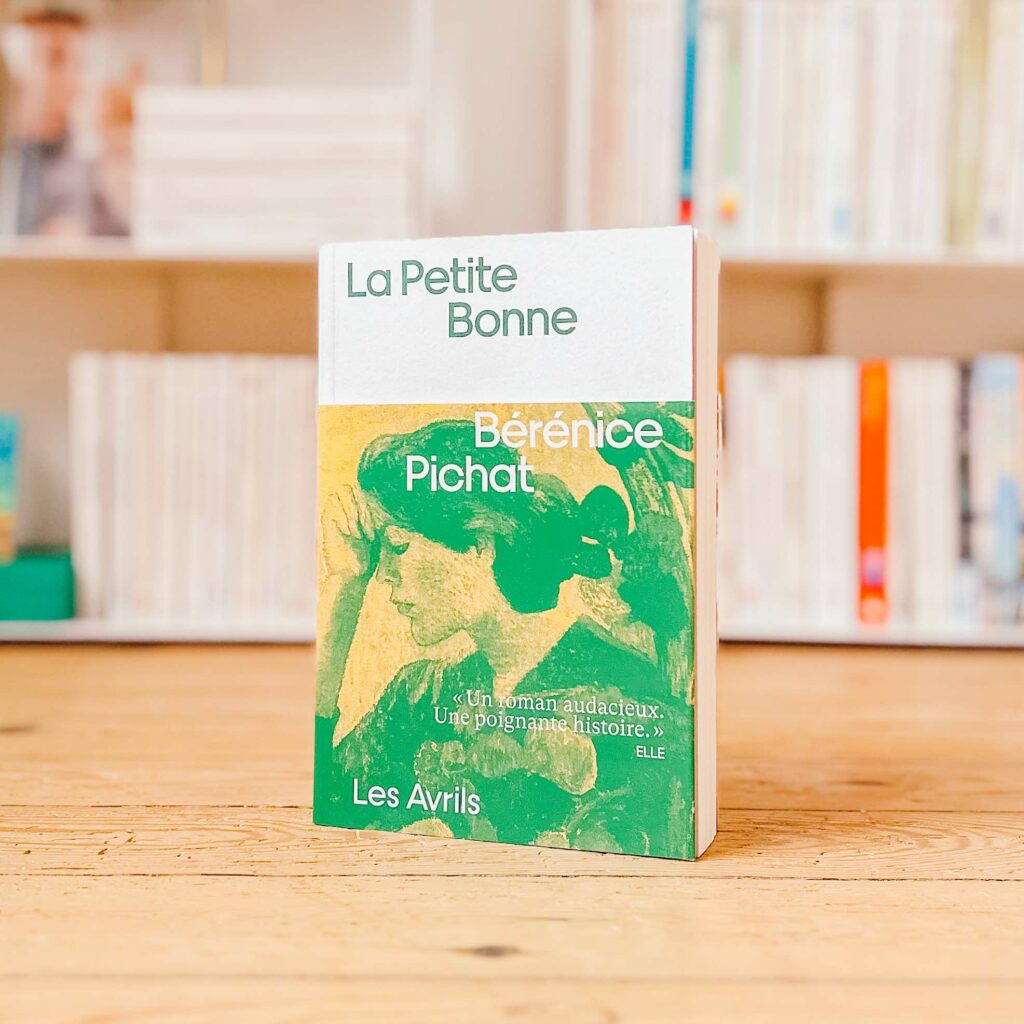 La Petite
Bonne
Bérénice
Pichat
« Un roman audacieux.
Une poignante histoire. »
ELLE
Les Avrils